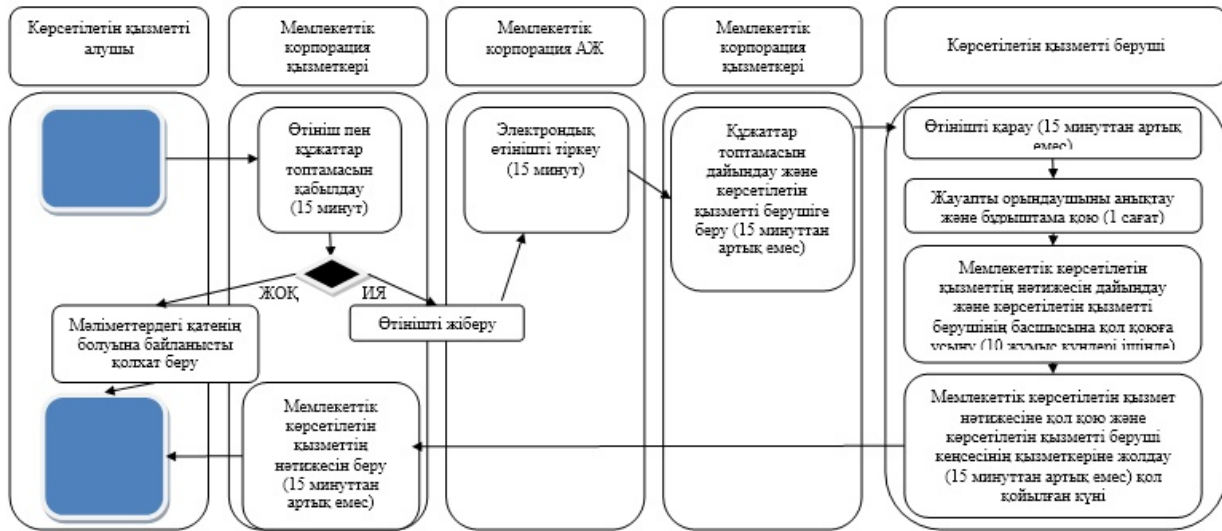 Көрсетілетін қызметті
алушы
Мемлекеттік
корпорация
қызметкері
Мемлекеттік
корпорация АЖ
Мемлекеттік
корпорация
қызметкері
Көрсетілетін қызметті беруші
Өтініш пен
құжаттар
топтамасын
қабылдау
(15 минут)
ЖОҚ
ИЯ
Мәліметтердегі қатенің
болуына байланысты
қолхат беру
Өтінішті жіберу
Электрондық
өтінішті тіркеу
(15 минут)
Құжаттар
топтамасын
дайындау және
көрсетілетін
қызметті берушіге
беру (15 минуттан
артық емес)
Өтінішті қарау (15 минуттан артық
емес)
Жауапты орындаушыны анықтау
және бұрыштама қою (1 сағат)
Мемлекеттік көрсетілетін
қызметтің нәтижесін дайындау
және көрсетілетін қызметті
берушінің басшысына қол қоюға
ұсыну (10 жұмыс күндері ішінде)
Мемлекеттік көрсетілетін қызмет
нәтижесіне қол қою және
көрсетілетін қызметті беруші
кеңсесінің қызметкеріне жолдау
(15 минуттан артық емес) қол
қойылған күні
Мемлекеттік
көрсетілетін
қызметтің
нәтижесін беру
(15 минуттан
артық емес)